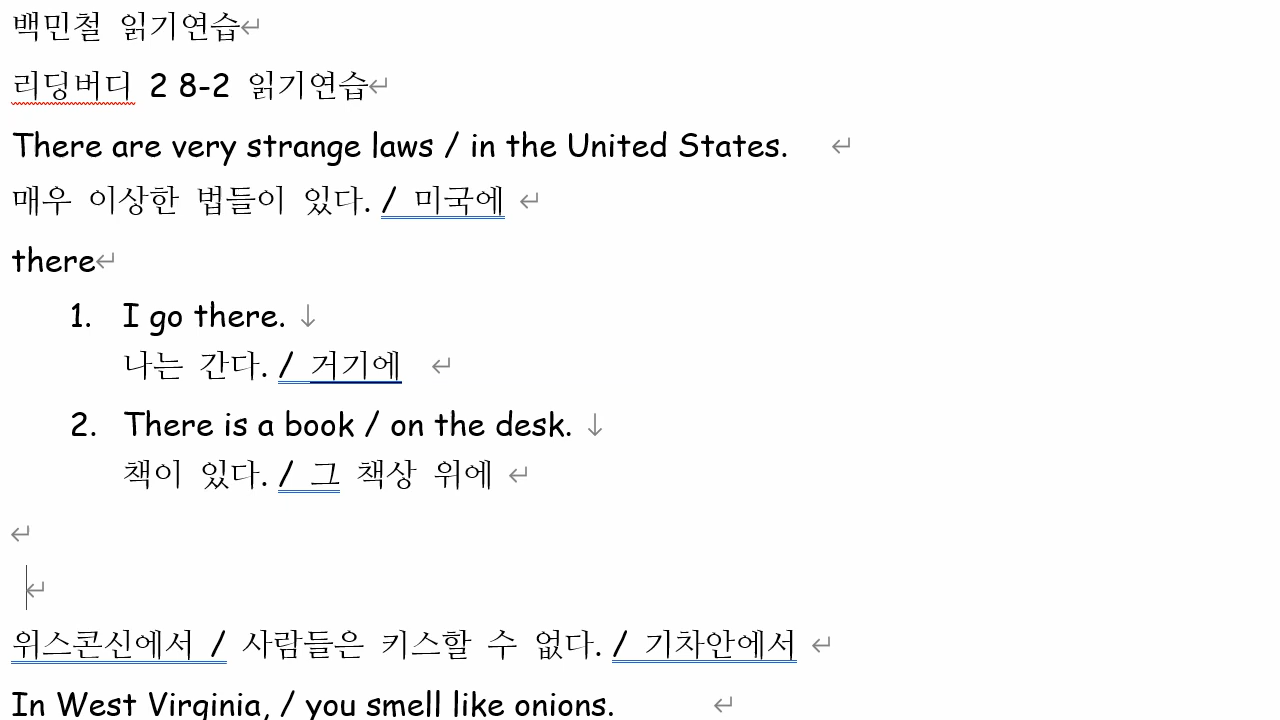 백민철 읽기연습
리딩버디 2 8-2 읽기연습
There are very strange laws / in the United States.
매우 이상한 법들이 있다. / 미국에
there
1. I go there.
나는 간다. / 거기에
2. There is a book / on the desk.
책이 있다. / 그 책상 위에
위스콘신에서 / 사람들은 키스할 수 없다. / 기차안에서
In West Virginia, / you smell like onions.